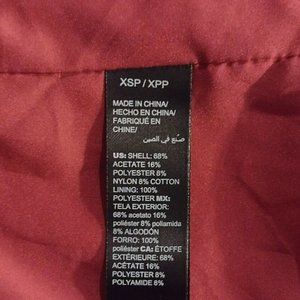 XSP / XPP
MADE IN CHINA/
HECHO EN CHINA/
FABRIQUÉ EN
CHINE/
صنع في الصين
US: SHELL: 68%
ACETATE 16%
POLYESTER 8%
NYLON 8% COTTON
LINING: 100%
POLYESTER MX:
TELA EXTERIOR:
68% acetato 16%
poliéster 8% poliamida
8% ALGODÓN
FORRO: 100%
poliéster CA: ÉTOFFE
EXTÉRIEURE: 68%
ACÉTATE 16%
POLYESTER 8%
POLYAMIDE 8%